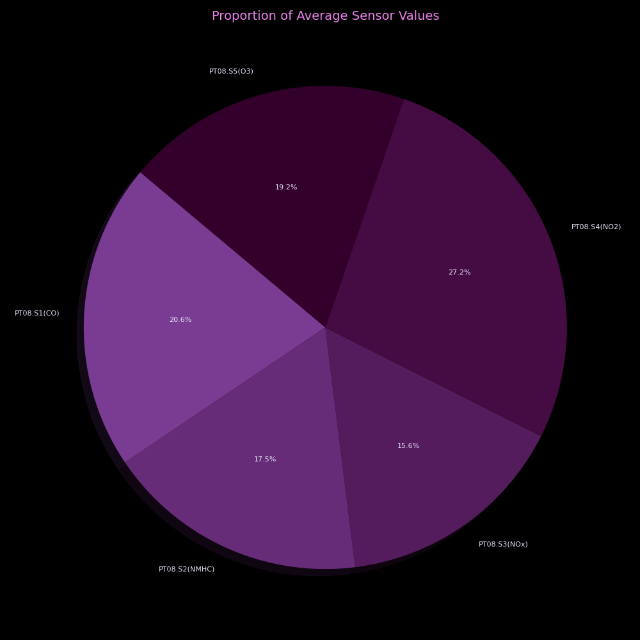 Proportion of Average Sensor Values
PT08.S5(O3)
19.2%
PT08.S4(NO2)
27.2%
PT08.S1(CO)
20.6%
15.6%
17.5%
PT08.S3(NOx)
PT08.S2(NMHC)